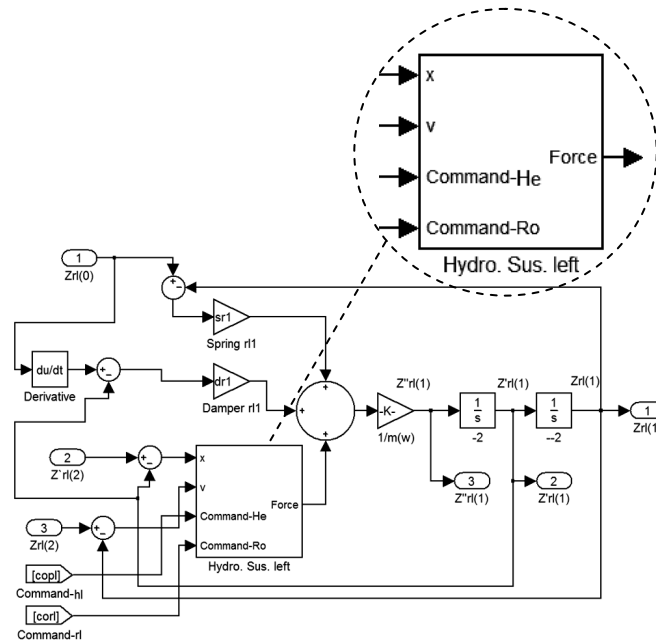 x
v
Force
Command-He
Command-Ro
Hydro. Sus. left
1
Zrl(0)
+
−
sr1
Spring rl1
du/dt
Derivative
+
−
dr1
Damper rl1
+
+
+
-K-
1/m(w)
Z''rl(1)
1
s
-2
Z'rl(1)
1
s
--2
Zrl(1)
1
Zrl(1
3
Z''rl(1)
2
Z'rl(1)
2
Z`rl(2)
+
−
3
Zrl(2)
+
−
x
v
Force
Command-He
Command-Ro
Hydro. Sus. left
[copl]
Command-hl
[corl]
Command-rl